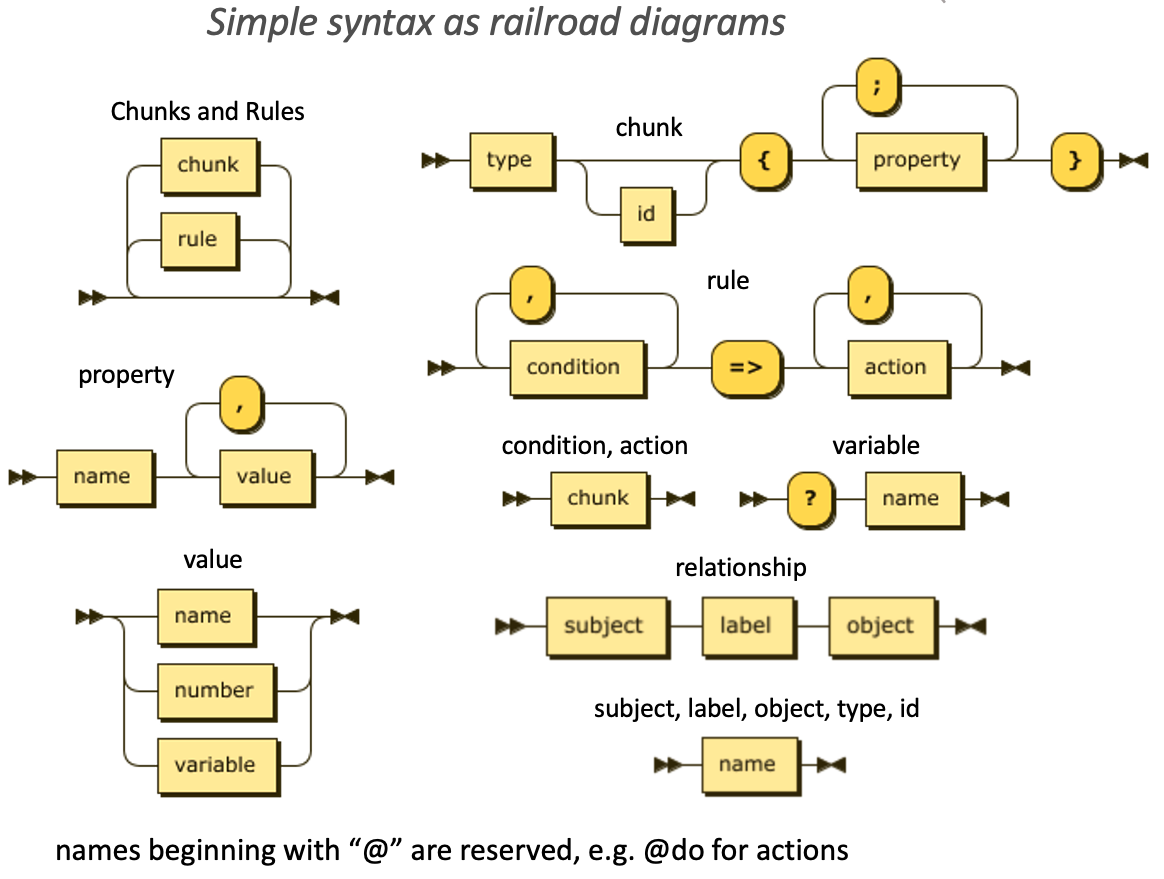 Simple syntax as railroad diagrams
Chunks and Rules
chunk
rule
property
,
name
value
value
name
number
variable
chunk
;
type
{
property
}
id
rule
,
,
condition
=>
action
condition, action
chunk
variable
?
name
relationship
subject
label
object
subject, label, object, type, id
name
names beginning with “@” are reserved, e.g. @do for actions